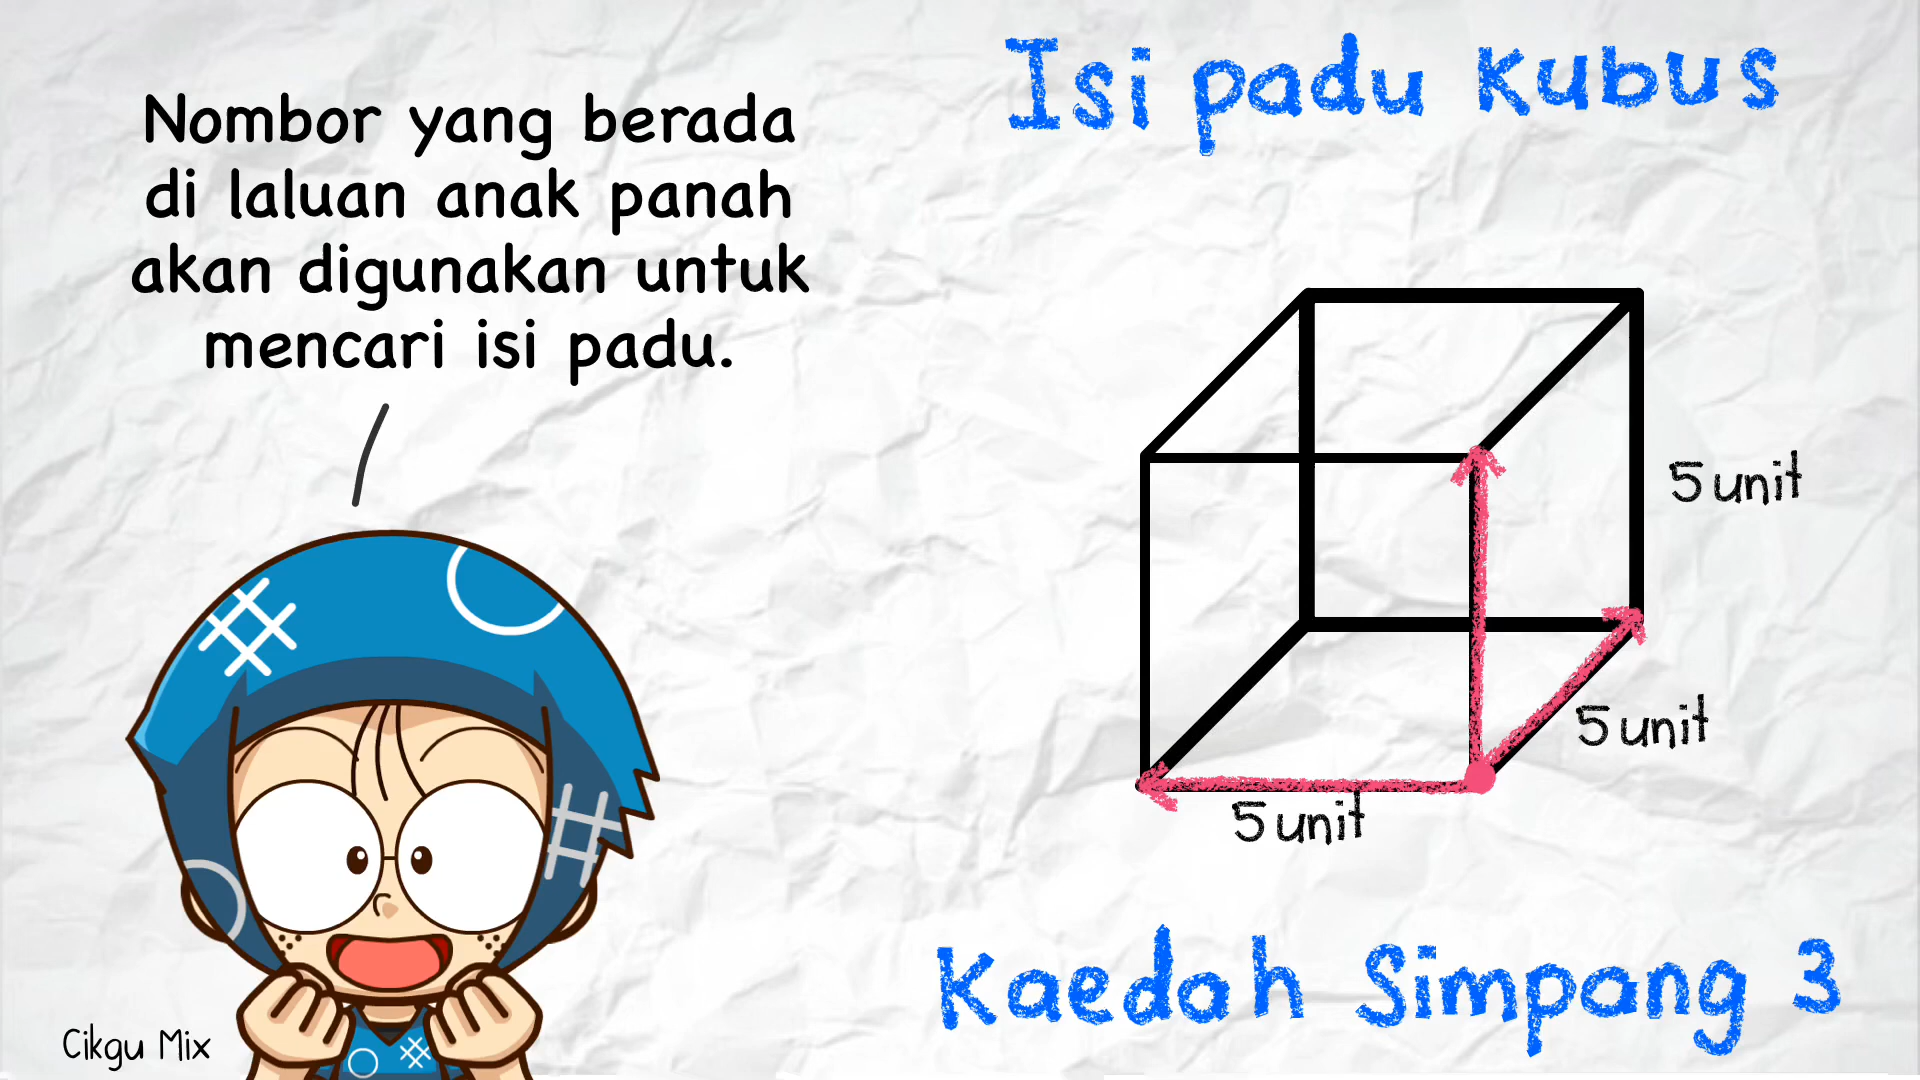 Isi padu Kubus
Nombor yang berada
di laluan anak panah
akan digunakan untuk
mencari isi padu.
5 unit
5 unit
5 unit
Kaedah Simpang 3
Cikgu Mix